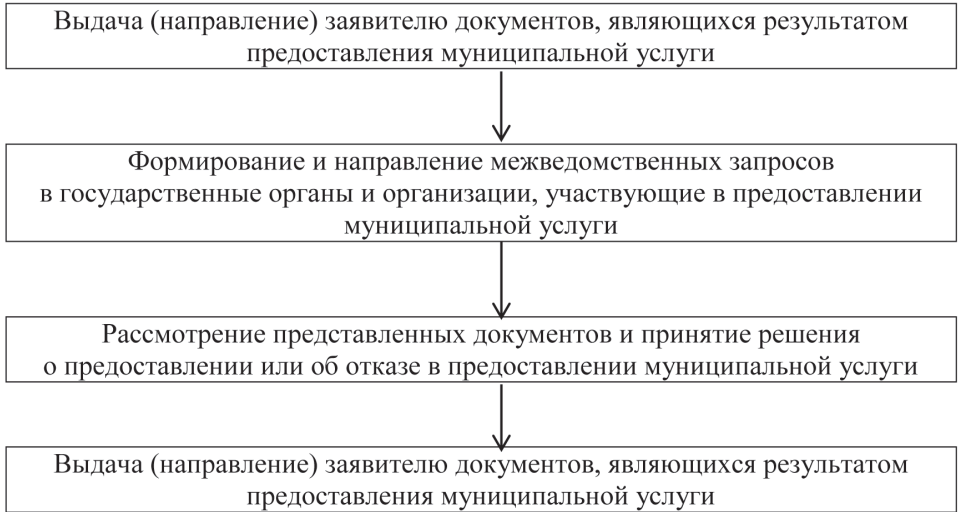 Выдача (направление) заявителю документов, являющихся результатом
предоставления муниципальной услуги
Формирование и направление межведомственных запросов
в государственные органы и организации, участвующие в предоставлении
муниципальной услуги
Рассмотрение представленных документов и принятие решения
о предоставлении или об отказе в предоставлении муниципальной услуги
Выдача (направление) заявителю документов, являющихся результатом
предоставления муниципальной услуги